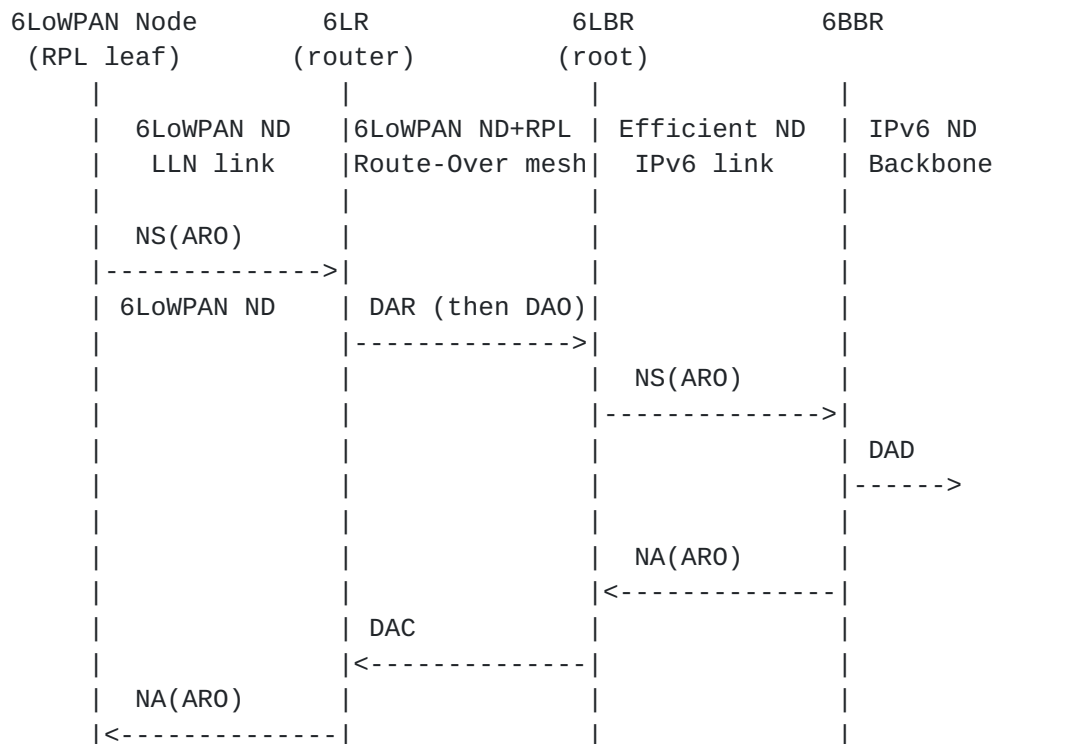 6LoWPAN Node        6LR             6LBR            6BBR
 (RPL leaf)       (router)         (root)
     |               |               |               |
     |  6LoWPAN ND   |6LoWPAN ND+RPL | Efficient ND  | IPv6 ND
     |   LLN link    |Route-Over mesh|  IPv6 link    | Backbone
     |               |               |               |
     |  NS(ARO)      |               |               |
     |-------------->|               |               |
     | 6LoWPAN ND    | DAR (then DAO)|               |
     |               |-------------->|               |
     |               |               |  NS(ARO)      |
     |               |               |-------------->|
     |               |               |               | DAD
     |               |               |               |------>
     |               |               |               |
     |               |               |  NA(ARO)      |
     |               |               |<--------------|
     |               | DAC           |               |
     |               |<--------------|               |
     |  NA(ARO)      |               |               |
     |<--------------|               |               |